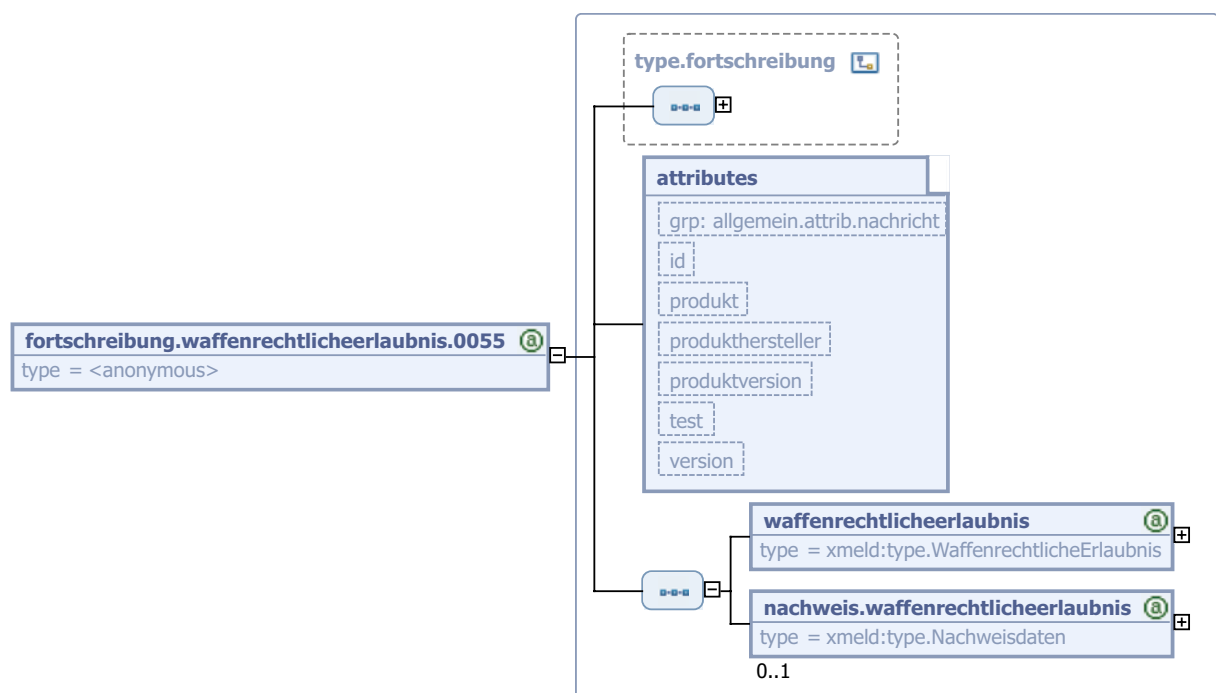 type.fortschreibung
attributes
grp: allgemein.attrib.nachricht
id
produkt
produkthersteller
produktversion
test
version
fortschreibung.waffenrechtlicheerlaubnis.0055
type = <anonymous>
waffenrechtlicheerlaubnis
type = xmeld:type.WaffenrechtlicheErlaubnis
nachweis.waffenrechtlicheerlaubnis
type = xmeld:type.Nachweisdaten
0..1